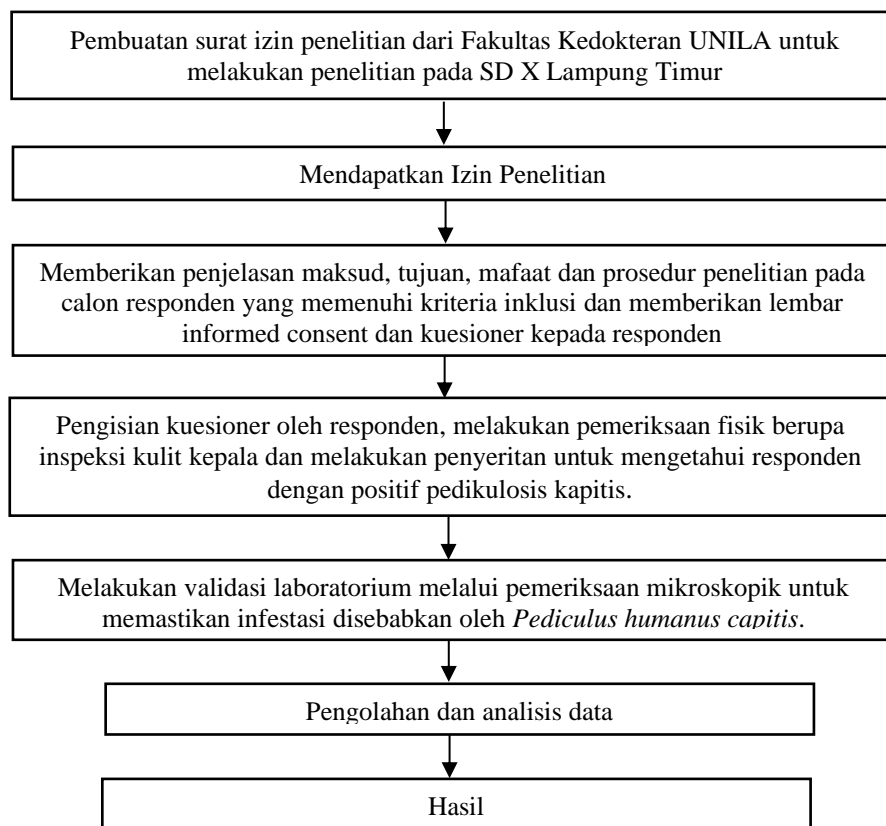 Pembuatan surat izin penelitian dari Fakultas Kedokteran UNILA untuk
melakukan penelitian pada SD X Lampung Timur
Mendapatkan Izin Penelitian
Memberikan penjelasan maksud, tujuan, mafaat dan prosedur penelitian pada
calon responden yang memenuhi kriteria inklusi dan memberikan lembar
informed consent dan kuesioner kepada responden
Pengisian kuesioner oleh responden, melakukan pemeriksaan fisik berupa
inspeksi kulit kepala dan melakukan penyeritan untuk mengetahui responden
dengan positif pedikulosis kapitis.
Melakukan validasi laboratorium melalui pemeriksaan mikroskopik untuk
memastikan infestasi disebabkan oleh Pediculus humanus capitis.
Pengolahan dan analisis data
Hasil